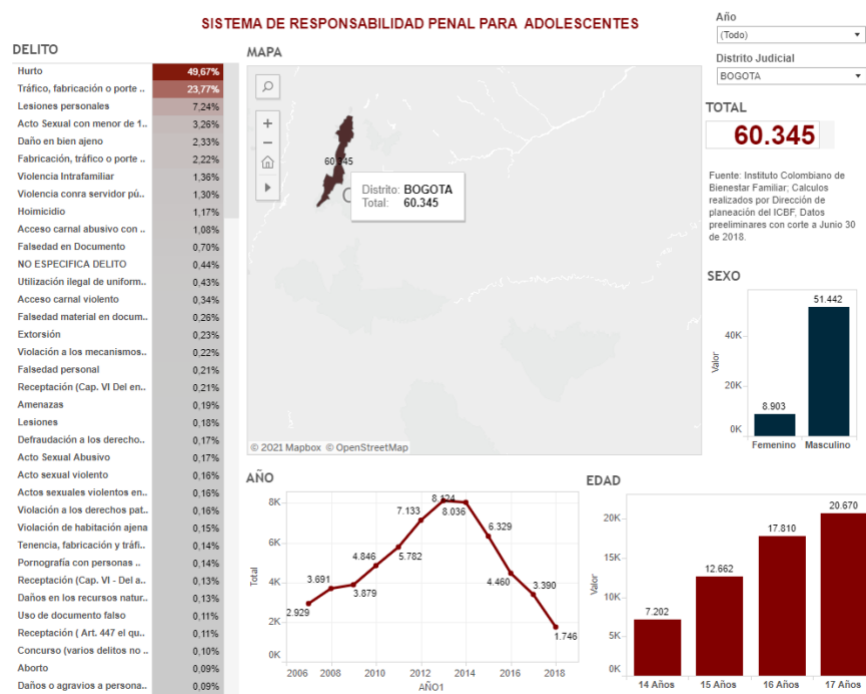 SISTEMA DE RESPONSABILIDAD PENAL PARA ADOLESCENTES
Año
(Todo)
Distrito Judicial
BOGOTA
DELITO
Hurto 49,67%
Tráfico, fabricación o porte .. 23,77%
Lesiones personales 7,24%
Acto Sexual con menor de 1.. 3,26%
Daño en bien ajeno 2,33%
Fabricación, tráfico o porte .. 2,22%
Violencia Intrafamiliar 1,36%
Violencia conra servidor pú.. 1,30%
Hoimicidio 1,17%
Acceso carnal abusivo con .. 1,08%
Falsedad en Documento 0,70%
NO ESPECIFICA DELITO 0,44%
Utilización ilegal de uniform.. 0,43%
Acceso carnal violento 0,34%
Falsedad material en docum.. 0,26%
Extorsión 0,23%
Violación a los mecanismos.. 0,22%
Falsedad personal 0,21%
Receptación (Cap. VI Del en.. 0,21%
Amenazas 0,19%
Lesiones 0,18%
Defraudación a los derecho.. 0,17%
Acto Sexual Abusivo 0,17%
Acto sexual violento 0,16%
Actos sexuales violentos en.. 0,16%
Violación a los derechos pat.. 0,16%
Violación de habitación ajena 0,15%
Tenencia, fabricación y tráfi.. 0,14%
Pornografía con personas .. 0,14%
Receptación (Cap. VI - Del a.. 0,13%
Daños en los recursos natur.. 0,13%
Uso de documento falso 0,11%
Receptación ( Art. 447 el qu.. 0,11%
Concurso (varios delitos no .. 0,10%
Aborto 0,09%
Daños o agravios a persona.. 0,09%
MAPA
60.345
Distrito: BOGOTA
Total: 60.345
© 2021 Mapbox © OpenStreetMap
TOTAL
60.345
Fuente: Instituto Colombiano de
Bienestar Familiar; Calculos
realizados por Dirección de
planeación del ICBF, Datos
preeliminares con corte a Junio 30
de 2018.
SEXO
51.442
8.903
40K
20K
0K
Valor
Femenino Masculino
AÑO
8K
6K
4K
2K
0K
Total
2.929
3.691
3.879
4.846
5.782
7.133
8.124
8.036
6.329
4.460
3.390
1.746
2006 2008 2010 2012 2014 2016 2018
AÑO1
EDAD
20K
15K
10K
5K
0K
Valor
7.202
12.662
17.810
20.670
14 Años 15 Años 16 Años 17 Años